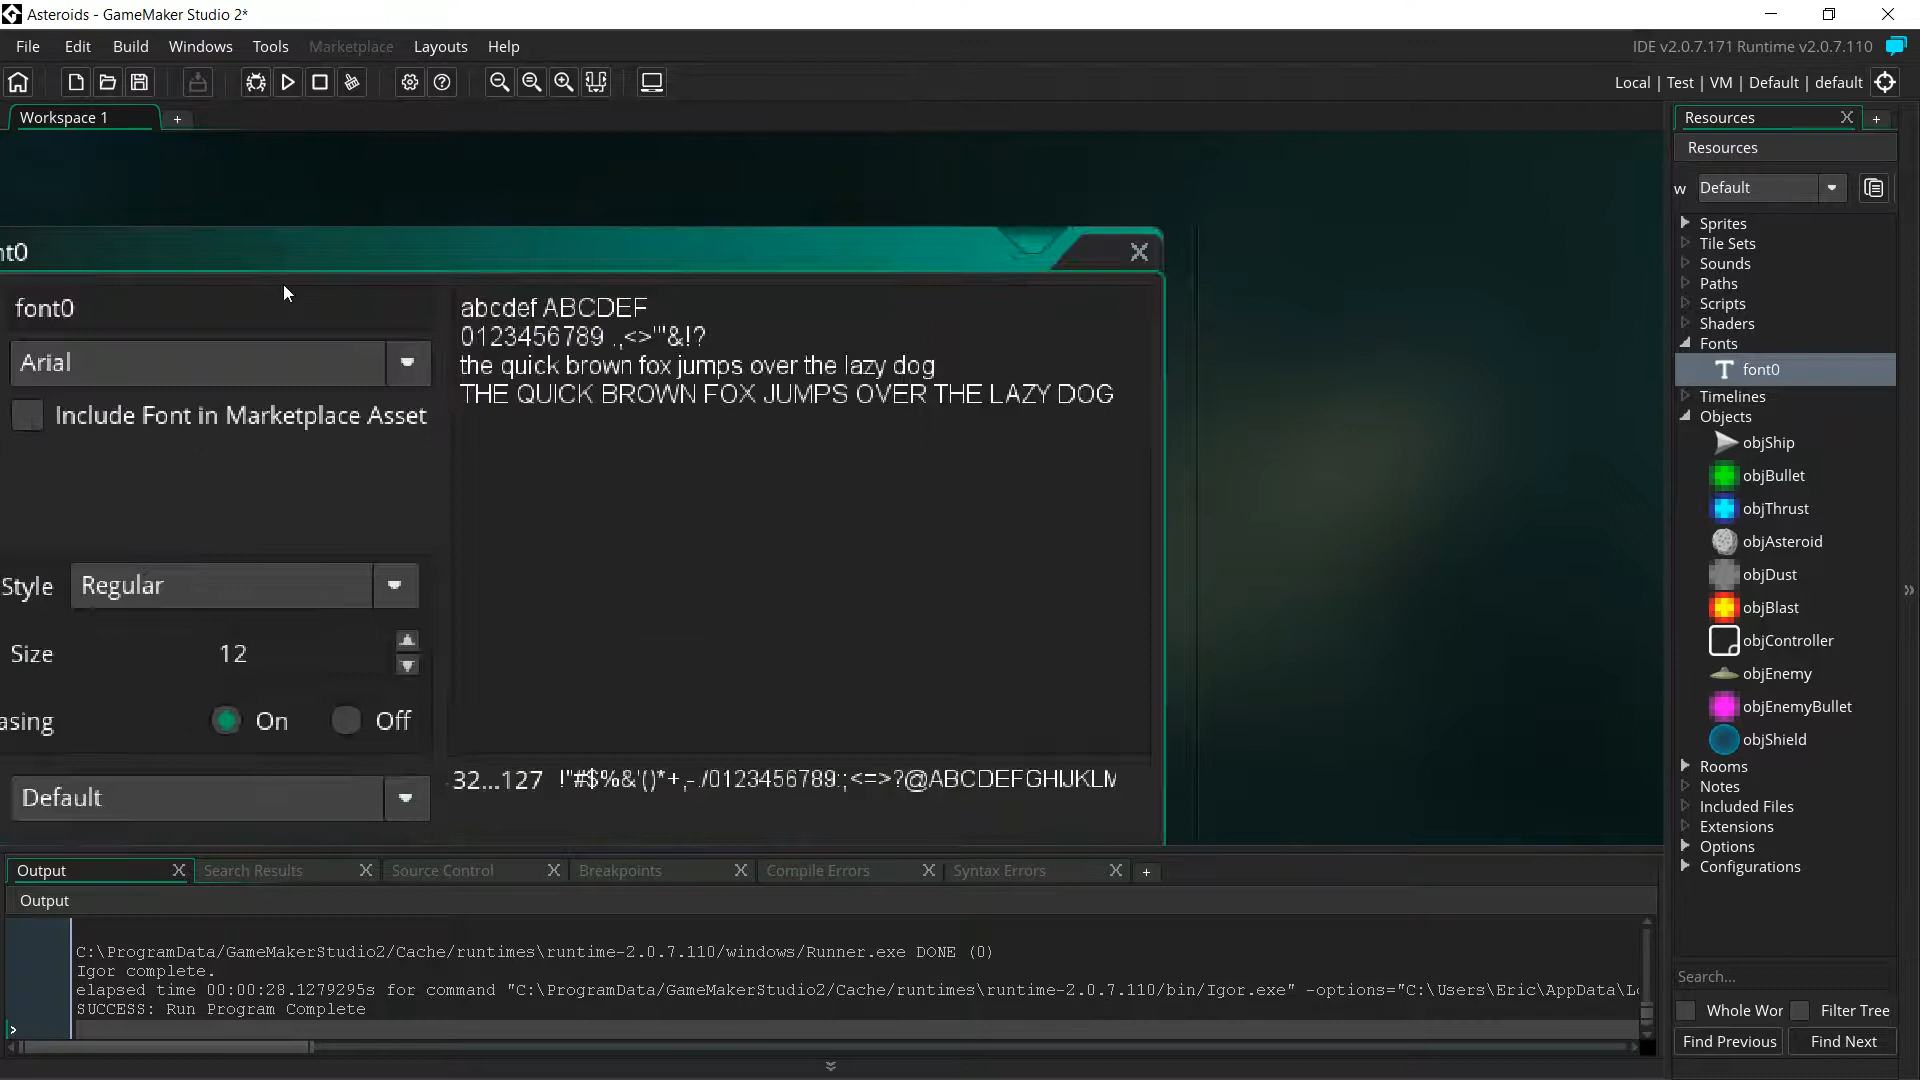 Asteroids - GameMaker Studio 2*
File Edit Build Windows Tools Marketplace Layouts Help
IDE v2.0.7.171 Runtime v2.0.7.110
Local | Test | VM | Default | default
Workspace 1
nt0
font0
Arial
Include Font in Marketplace Asset
Style Regular
Size 12
asing On Off
Default
abcdef ABCDEF
0123456789 .,<>"'&!?
the quick brown fox jumps over the lazy dog
THE QUICK BROWN FOX JUMPS OVER THE LAZY DOG
32...127 !"#$%&'()*+,-./0123456789:;<=>?@ABCDEFGHIJKLM
Resources
Resources
w Default
Sprites
Tile Sets
Sounds
Paths
Scripts
Shaders
Fonts
font0
Timelines
Objects
objShip
objBullet
objThrust
objAsteroid
objDust
objBlast
objController
objEnemy
objEnemyBullet
objShield
Rooms
Notes
Included Files
Extensions
Options
Configurations
Search...
Whole Wor Filter Tree
Find Previous Find Next
Output Search Results Source Control Breakpoints Compile Errors Syntax Errors
Output
C:\ProgramData/GameMakerStudio2/Cache/runtimes\runtime-2.0.7.110/windows/Runner.exe DONE (0)
Igor complete.
elapsed time 00:00:28.1279295s for command "C:\ProgramData/GameMakerStudio2/Cache/runtimes\runtime-2.0.7.110/bin/Igor.exe" -options="C:\Users\Eric\AppData\Lo
SUCCESS: Run Program Complete